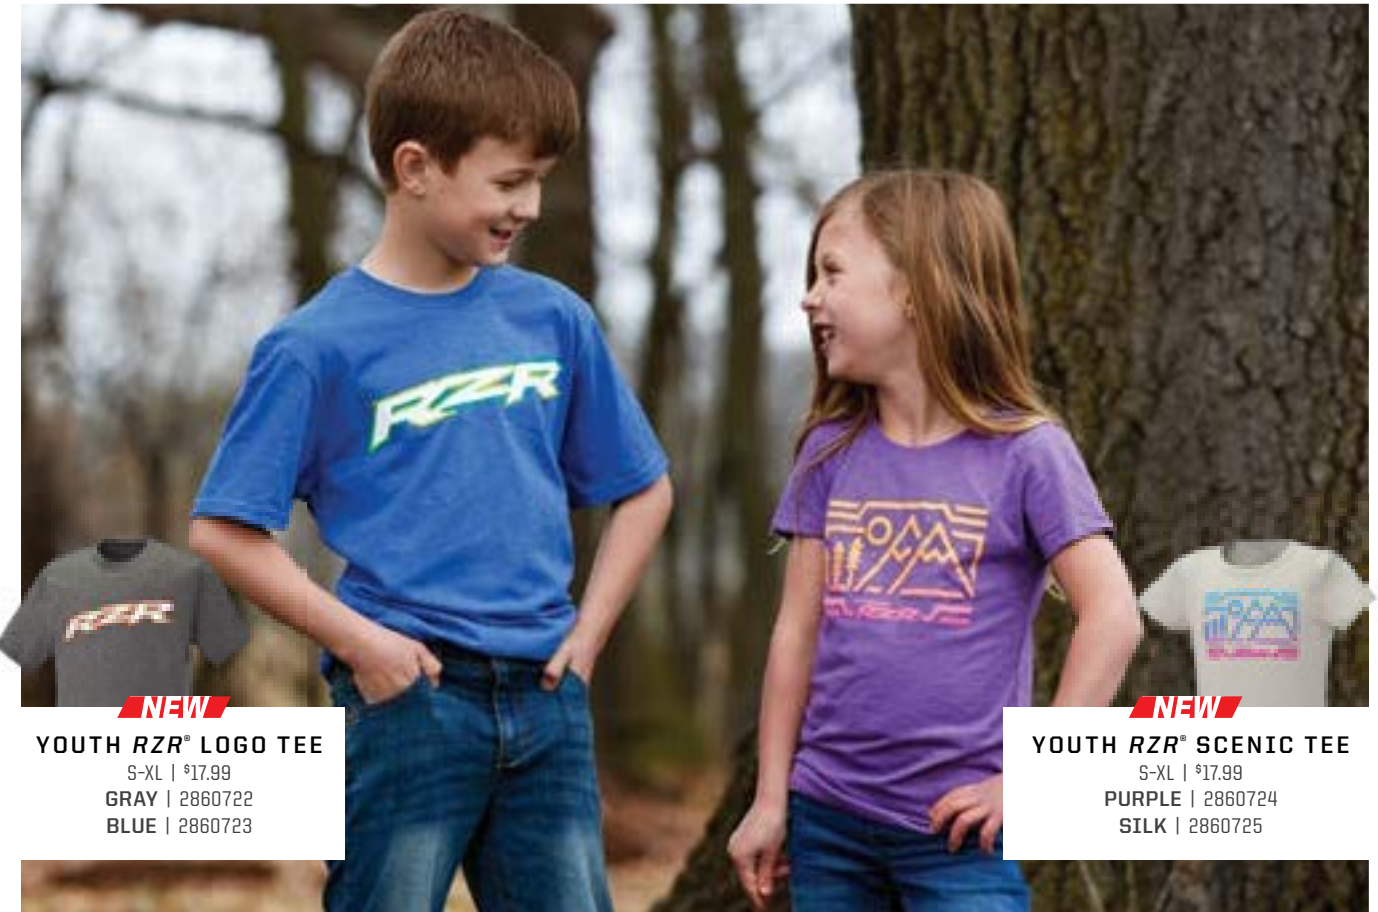 RZR
RZR
NEW
YOUTH RZR® LOGO TEE
S-XL | $17.99
GRAY | 2860722
BLUE | 2860723
NEW
YOUTH RZR® SCENIC TEE
S-XL | $17.99
PURPLE | 2860724
SILK | 2860725